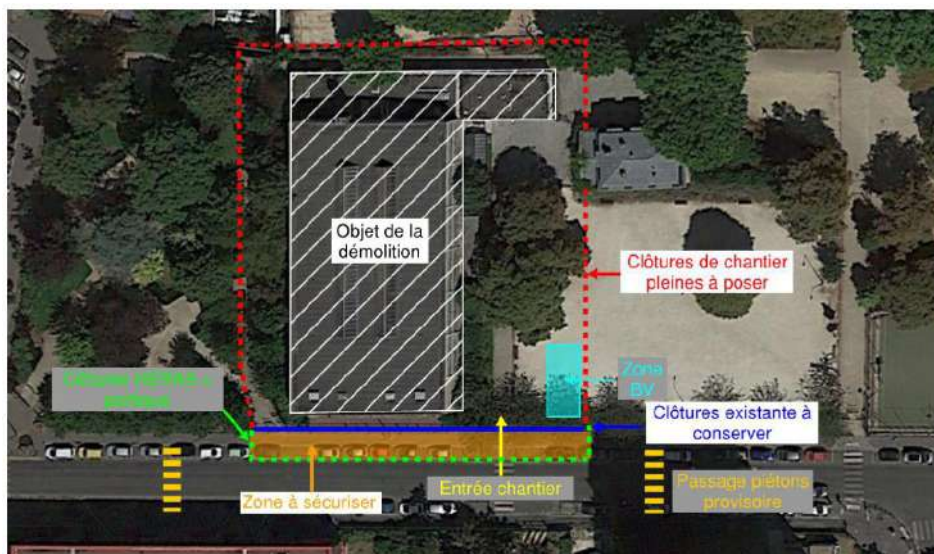 Objet de la
démolition
Clôtures de chantier
pleines à poser
Zone
BV
Clôtures existante à
conserver
Zone à sécuriser
Entrée chantier
Passage piétons
provisoire
Clôtures